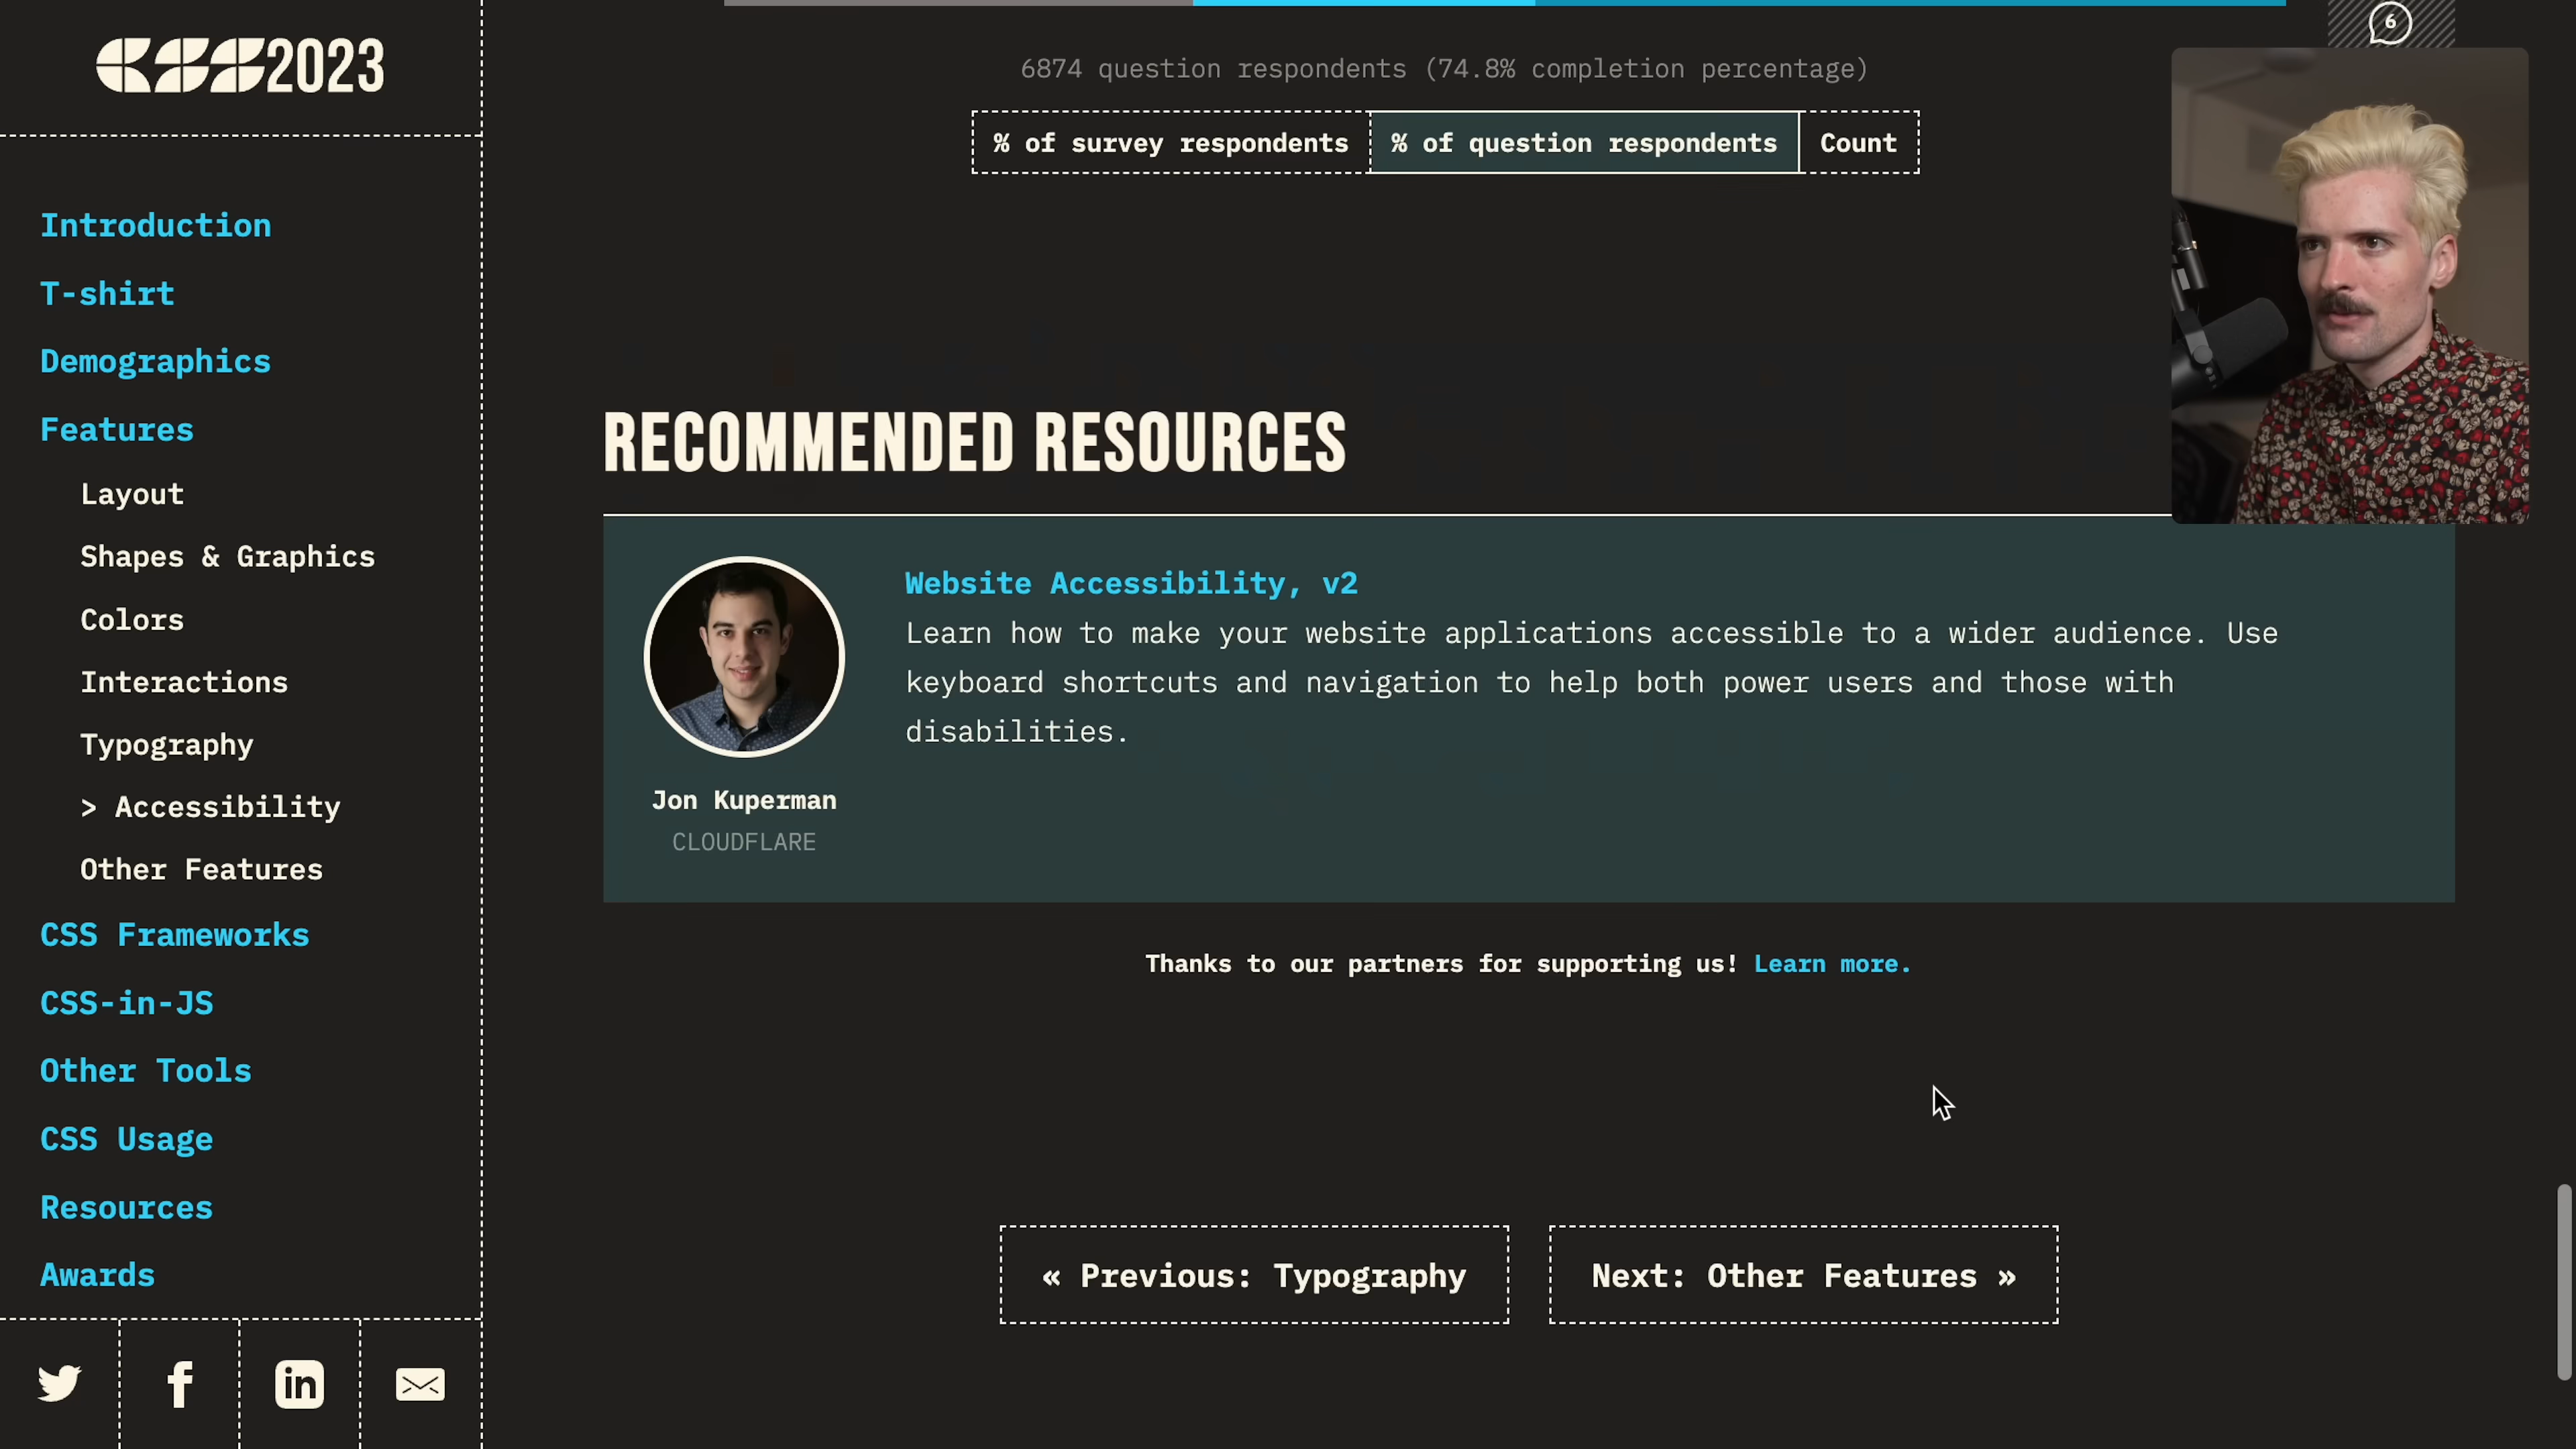 CSS2023
Introduction
T-shirt
Demographics
Features
Layout
Shapes & Graphics
Colors
Interactions
Typography
> Accessibility
Other Features
CSS Frameworks
CSS-in-JS
Other Tools
CSS Usage
Resources
Awards
6
6874 question respondents (74.8% completion percentage)
% of survey respondents
% of question respondents
Count
RECOMMENDED RESOURCES
Website Accessibility, v2
Learn how to make your website applications accessible to a wider audience. Use
keyboard shortcuts and navigation to help both power users and those with
disabilities.
Jon Kuperman
CLOUDFLARE
Thanks to our partners for supporting us! Learn more.
« Previous: Typography
Next: Other Features »